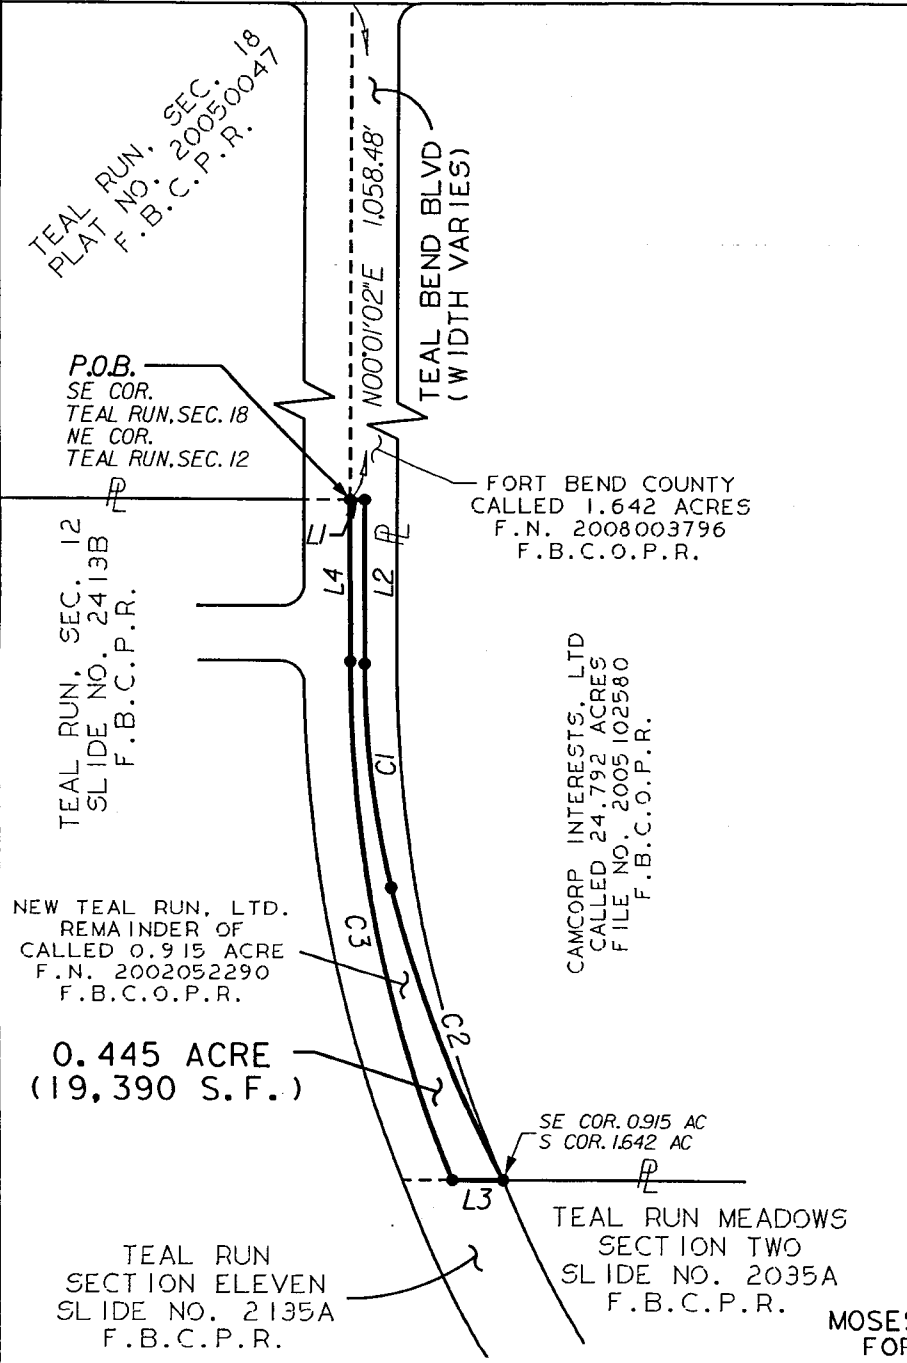 TEAL RUN, SEC. 18
PLAT NO. 20050047
F.B.C.P.R.
N00°01'02"E 1,058.48'
TEAL BEND BLVD
(WIDTH VARIES)
P.O.B.
SE COR.
TEAL RUN, SEC. 18
NE COR.
TEAL RUN, SEC. 12
PL
FORT BEND COUNTY
CALLED 1.642 ACRES
F.N. 2008003796
F.B.C.O.P.R.
L1
PL
L4
L2
TEAL RUN, SEC. 12
SLIDE NO. 2413B
F.B.C.P.R.
C1
CAMCORP INTERESTS, LTD
CALLED 24.792 ACRES
FILE NO. 2005102580
F.B.C.O.P.R.
NEW TEAL RUN, LTD.
REMAINDER OF
CALLED 0.915 ACRE
F.N. 2002052290
F.B.C.O.P.R.
C3
C2
0.445 ACRE
(19,390 S.F.)
SE COR. 0.915 AC
S COR. 1.642 AC
PL
L3
TEAL RUN MEADOWS
SECTION TWO
SLIDE NO. 2035A
F.B.C.P.R.
TEAL RUN
SECTION ELEVEN
SLIDE NO. 2135A
F.B.C.P.R.
MOSES
FOR